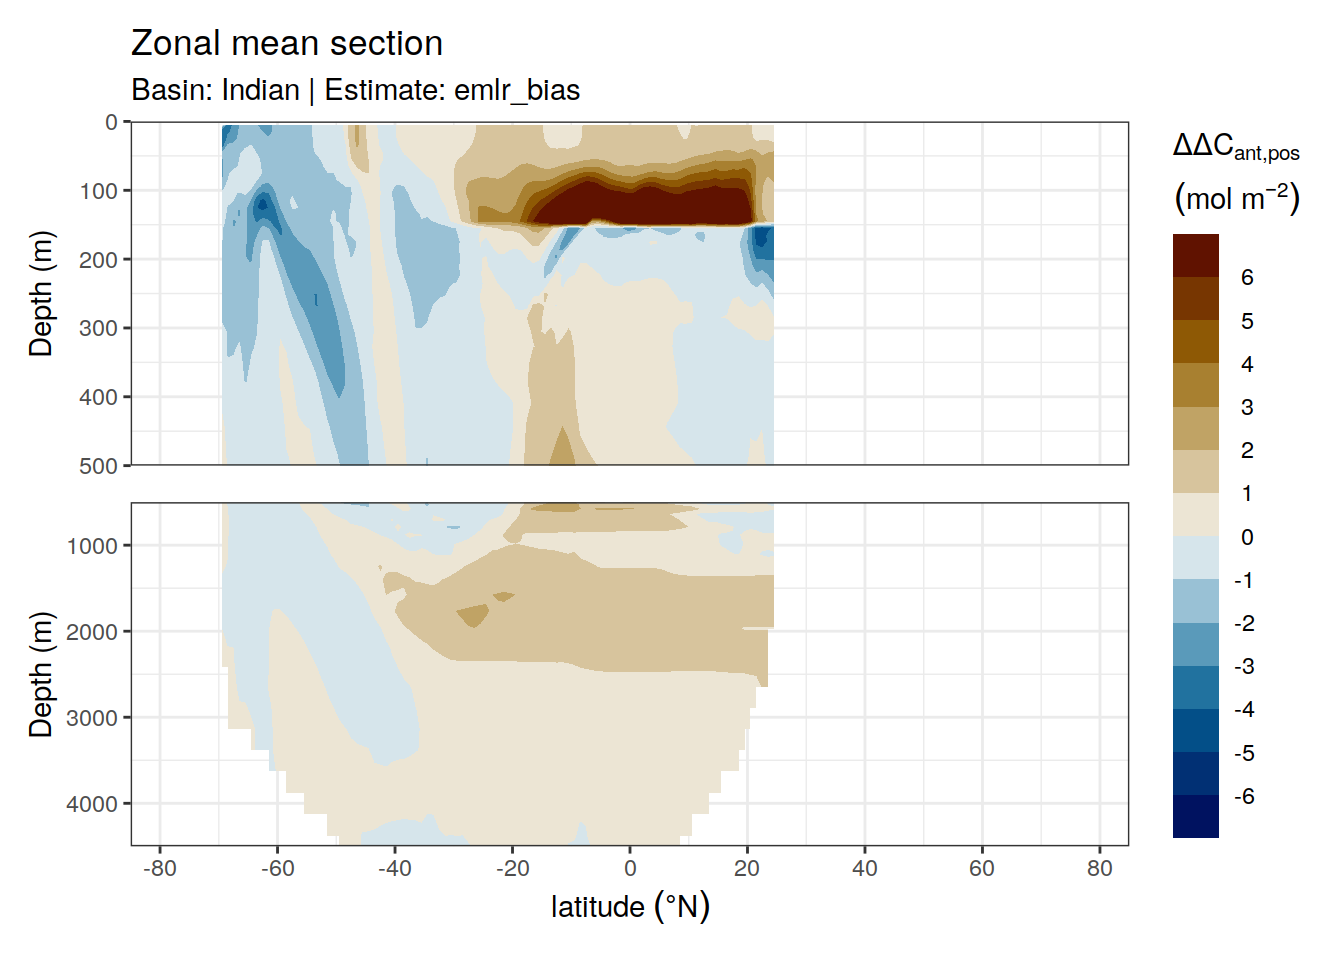 Zonal mean section
Basin: Indian | Estimate: emlr_bias
0
100
200
300
400
500
Depth (m)
1000
2000
3000
4000
Depth (m)
-80 -60 -40 -20 0 20 40 60 80
latitude (°N)
ΔΔCant,pos
(mol m−2)
6
5
4
3
2
1
0
-1
-2
-3
-4
-5
-6